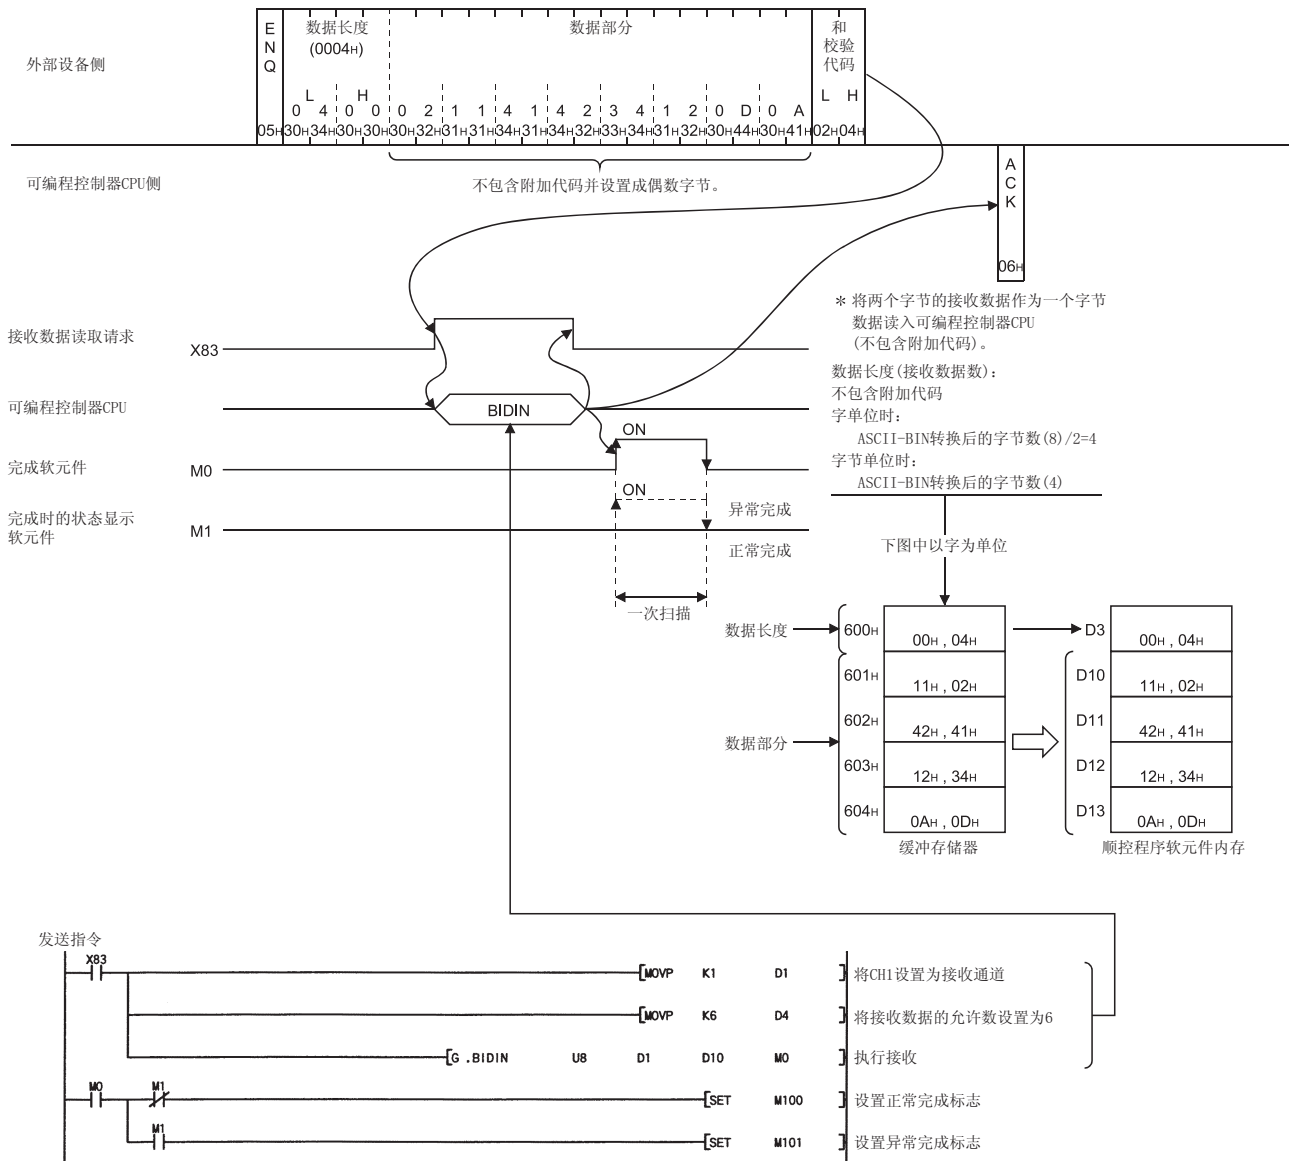 外部设备侧
E
N
Q
数据长度
(0004H)
数据部分
和
校验
代码
L H
L H
0 4 0 0 0 2 1 1 4 1 4 2 3 4 1 2 0 D 0 A
05H 30H 34H 30H 30H 30H 32H 31H 31H 34H 31H 34H 32H 33H 34H 31H 32H 30H 44H 30H 41H 02H 04H
可编程控制器CPU侧
不包含附加代码并设置成偶数字节。
A
C
K
06H
＊ 将两个字节的接收数据作为一个字节
数据读入可编程控制器CPU
(不包含附加代码)。
数据长度(接收数据数):
不包含附加代码
字单位时:
ASCII-BIN转换后的字节数(8)/2=4
字节单位时:
ASCII-BIN转换后的字节数(4)
接收数据读取请求
X83
可编程控制器CPU
BIDIN
完成软元件
M0
ON
完成时的状态显示
软元件
M1
ON
异常完成
正常完成
一次扫描
下图中以字为单位
数据长度
600H
00H , 04H
D3
00H , 04H
601H
11H , 02H
D10
11H , 02H
数据部分
602H
42H , 41H
D11
42H , 41H
603H
12H , 34H
D12
12H , 34H
604H
0AH , 0DH
D13
0AH , 0DH
缓冲存储器
顺控程序软元件内存
发送指令
X83
[MOVP K1 D1 ]
将CH1设置为接收通道
[MOVP K6 D4 ]
将接收数据的允许数设置为6
[G .BIDIN U8 D1 D10 M0 ]
执行接收
M0 M1
[SET M100 ]
设置正常完成标志
M1
[SET M101 ]
设置异常完成标志